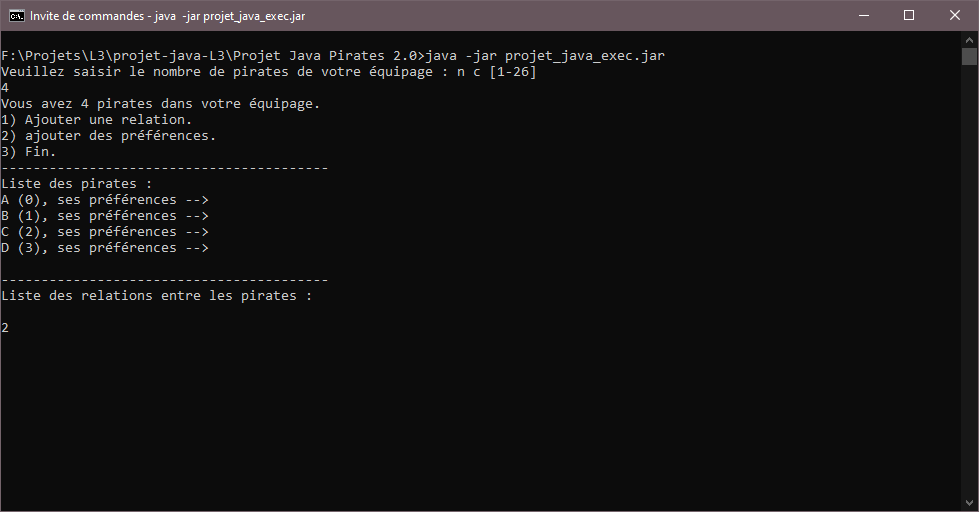 Invite de commandes - java -jar projet_java_exec.jar
F:\Projets\L3\projet-java-L3\Projet Java Pirates 2.0>java -jar projet_java_exec.jar
Veuillez saisir le nombre de pirates de votre équipage : n c [1-26]
4
Vous avez 4 pirates dans votre équipage.
1) Ajouter une relation.
2) ajouter des préférences.
3) Fin.
-----------------------------------------
Liste des pirates :
A (0), ses préférences -->
B (1), ses préférences -->
C (2), ses préférences -->
D (3), ses préférences -->
-----------------------------------------
Liste des relations entre les pirates :
2